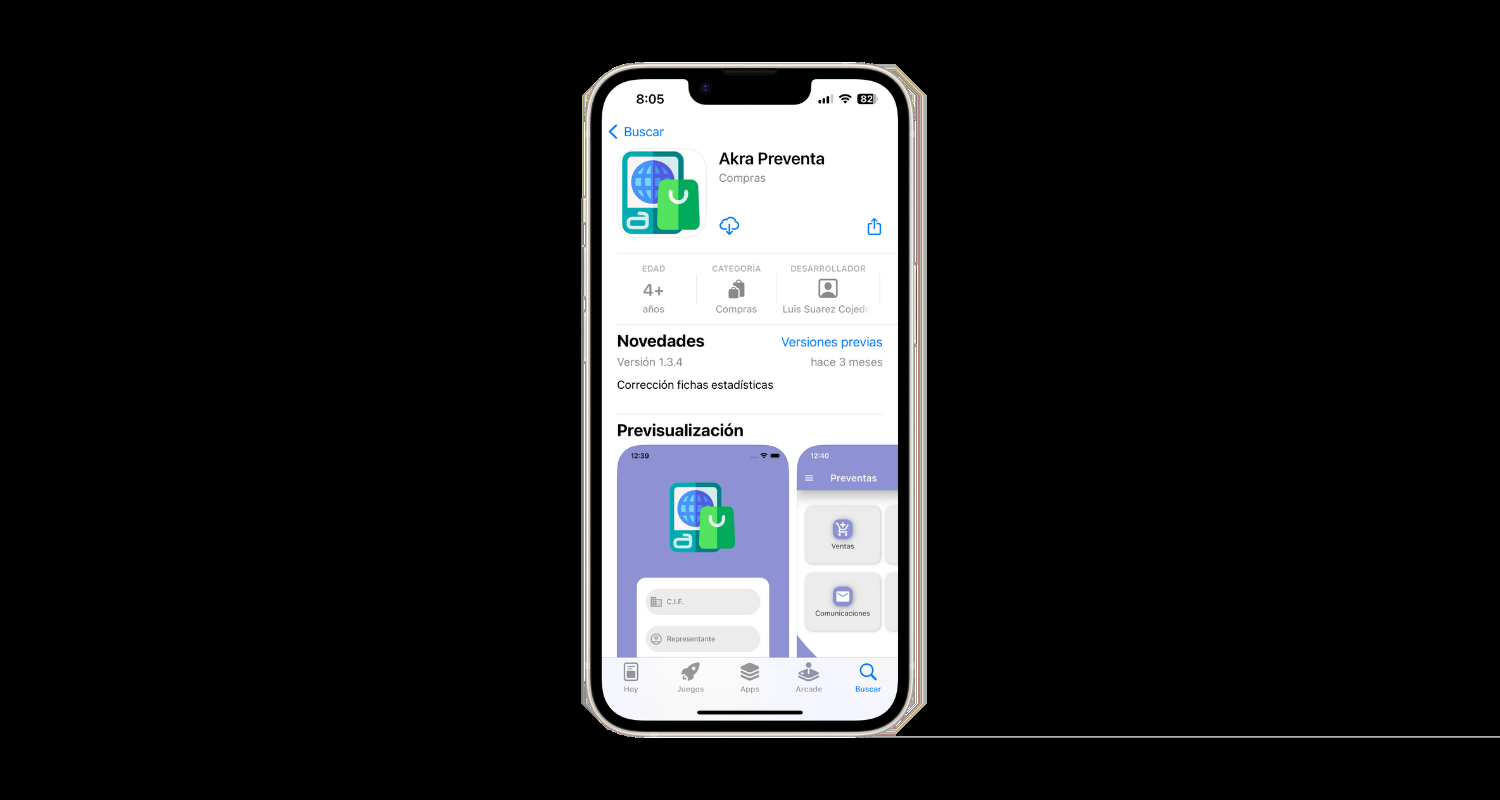 8:05
82
Buscar
Akra Preventa
Compras
EDAD
CATEGORÍA
DESARROLLADOR
4+
años
Compras
Luis Suarez Cojedo
Novedades
Versiones previas
Versión 1.3.4
hace 3 meses
Corrección fichas estadísticas
Previsualización
12:39
12:40
Preventas
Ventas
Comunicaciones
C.I.F.
Representante
Hoy
Juegos
Apps
Arcade
Buscar